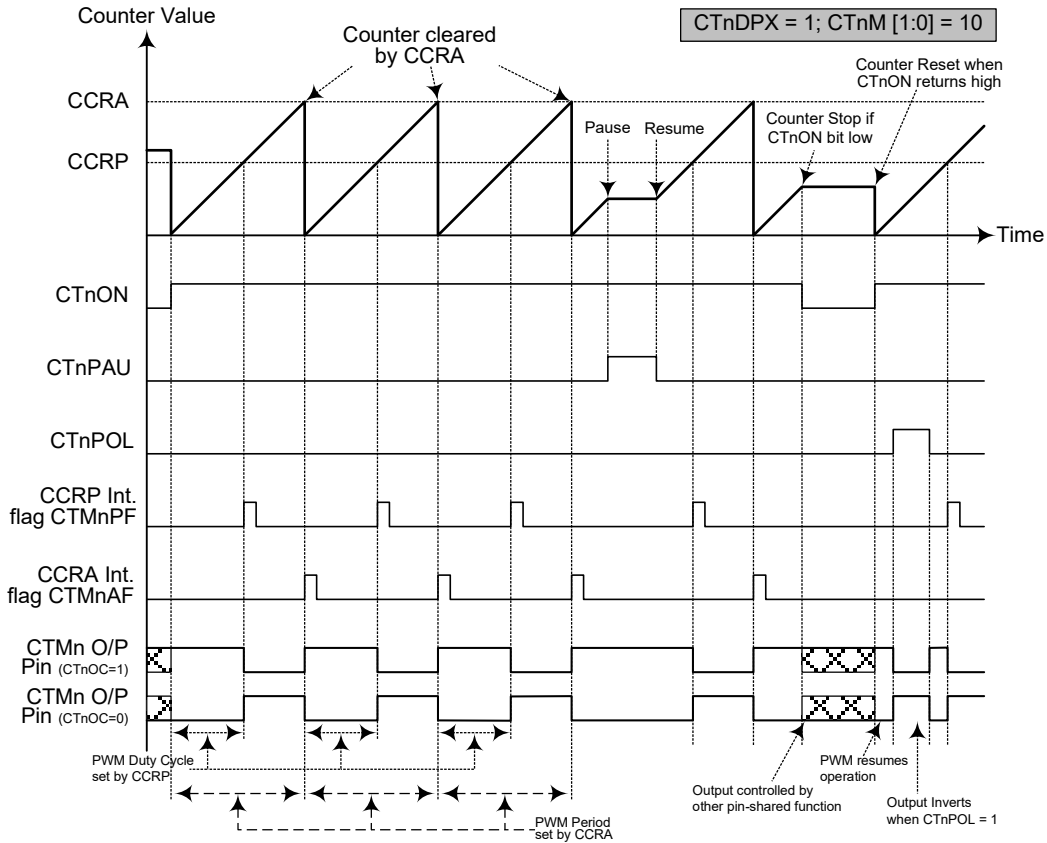 Counter Value
CTnDPX = 1; CTnM [1:0] = 10
Counter cleared
by CCRA
Counter Reset when
CTnON returns high
CCRA
Pause
Resume
Counter Stop if
CTnON bit low
CCRP
Time
CTnON
CTnPAU
CTnPOL
CCRP Int.
flag CTMnPF
CCRA Int.
flag CTMnAF
CTMn O/P
Pin (CTnOC=1)
CTMn O/P
Pin (CTnOC=0)
PWM Duty Cycle
set by CCRP
PWM resumes
operation
Output controlled by
other pin-shared function
Output Inverts
when CTnPOL = 1
PWM Period
set by CCRA